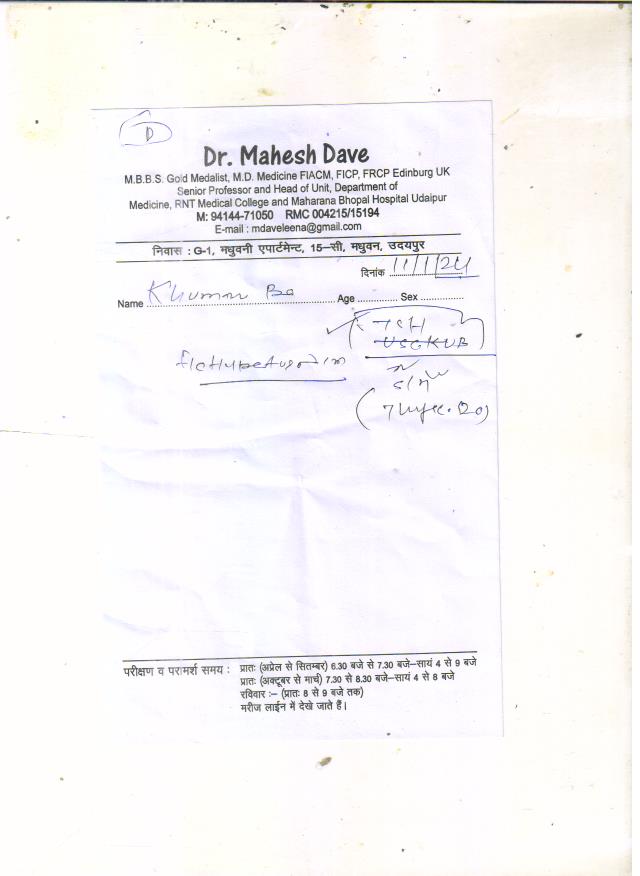 D
Dr. Mahesh Dave
M.B.B.S. Gold Medalist, M.D. Medicine FIACM, FICP, FRCP Edinburg UK
Senior Professor and Head of Unit, Department of
Medicine, RNT Medical College and Maharana Bhopal Hospital Udaipur
M: 94144-71050 RMC 004215/15194
E-mail : mdaveleena@gmail.com
निवास : G-1, मधुवनी एपार्टमेन्ट, 15-सी, मधुवन, उदयपुर
दिनांक 11/1/24
Name Khuman Ba Age Sex
TSH
USGKUB
परीक्षण व परामर्श समय : प्रातः (अप्रेल से सितम्बर) 6.30 बजे से 7.30 बजे-सायं 4 से 9 बजे
प्रातः (अक्टूबर से मार्च) 7.30 से 8.30 बजे-सायं 4 से 8 बजे
रविवार :- (प्रातः 8 से 9 बजे तक)
मरीज लाईन में देखे जाते हैं।